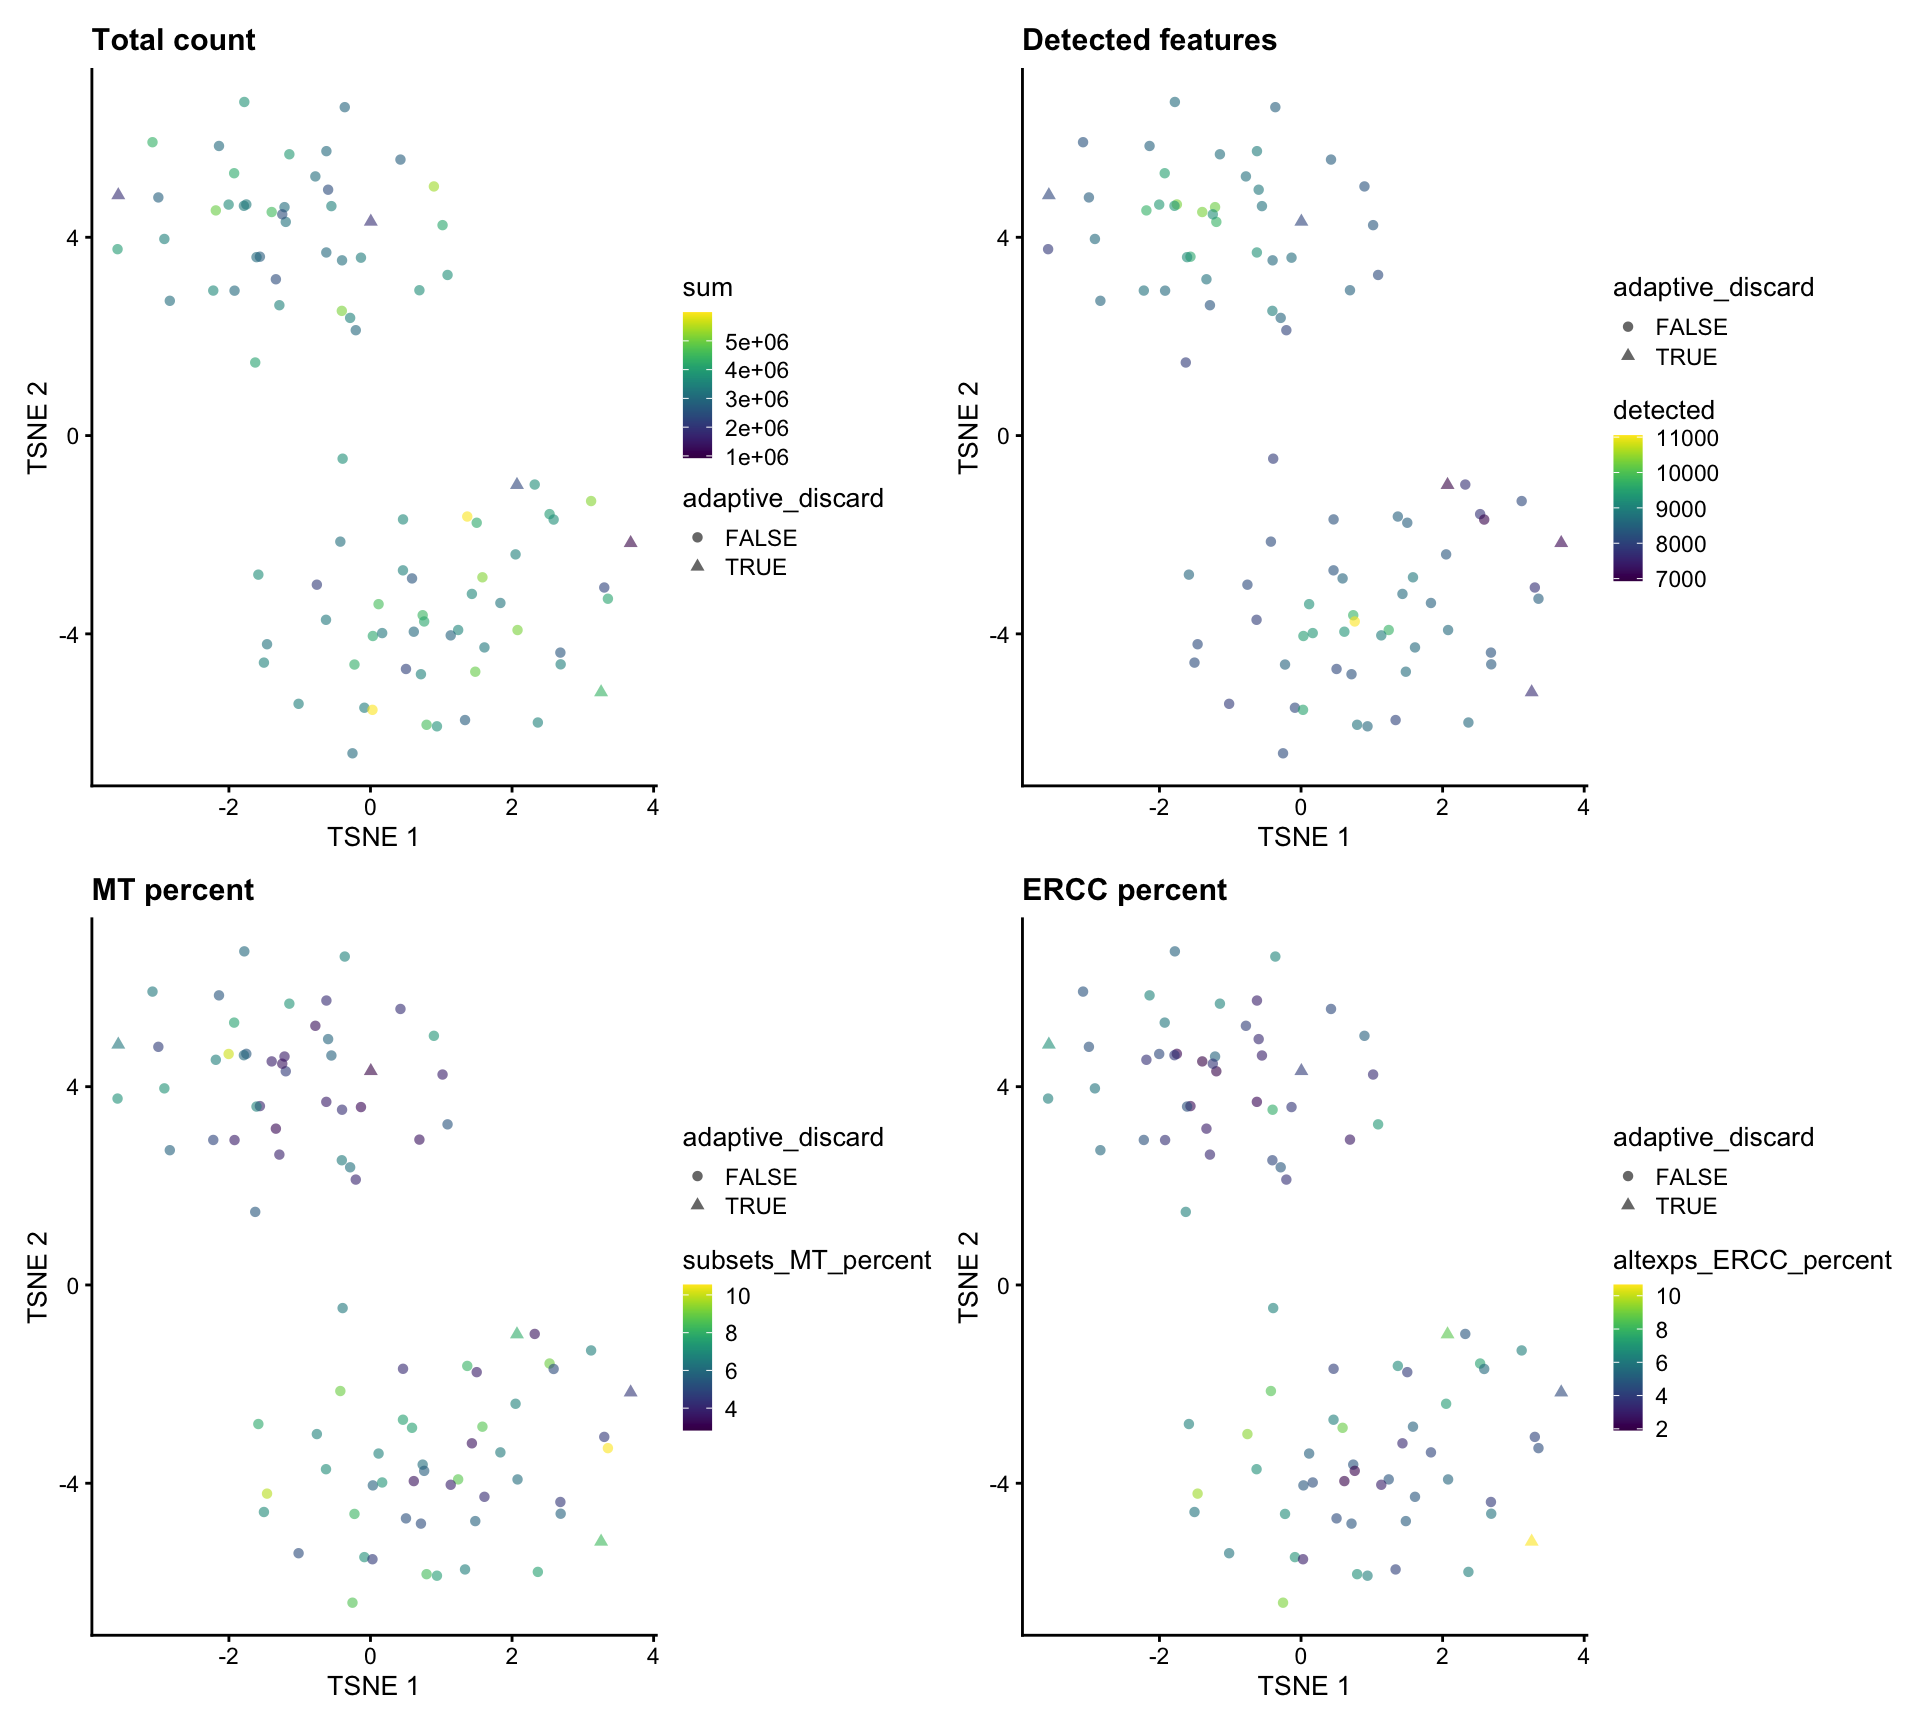 Total count
TSNE 2
4
0
-4
-2
0
2
4
TSNE 1
sum
5e+06
4e+06
3e+06
2e+06
1e+06
adaptive_discard
FALSE
TRUE
Detected features
TSNE 2
4
0
-4
-2
0
2
4
TSNE 1
adaptive_discard
FALSE
TRUE
detected
11000
10000
9000
8000
7000
MT percent
TSNE 2
4
0
-4
-2
0
2
4
TSNE 1
adaptive_discard
FALSE
TRUE
subsets_MT_percent
10
8
6
4
ERCC percent
TSNE 2
4
0
-4
-2
0
2
4
TSNE 1
adaptive_discard
FALSE
TRUE
altexps_ERCC_percent
10
8
6
4
2